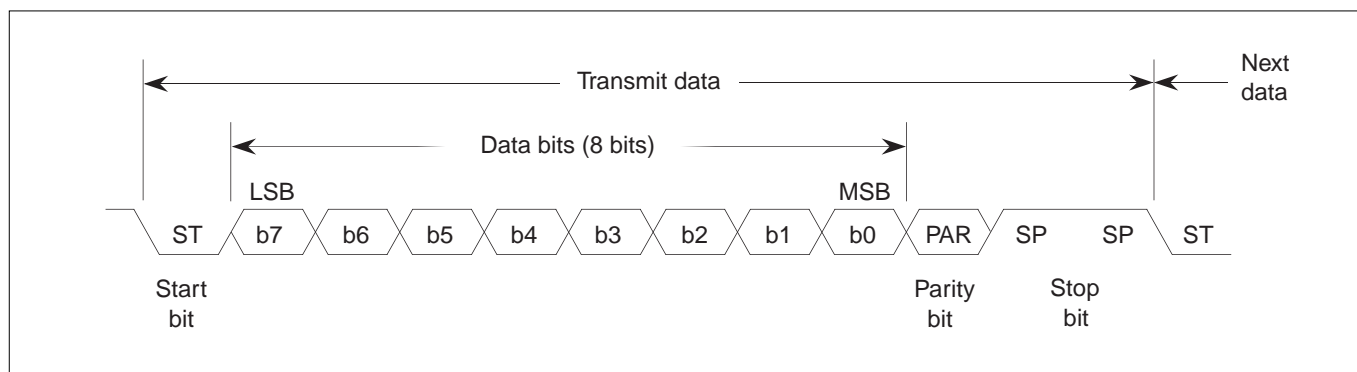 Transmit data
Next
data
Data bits (8 bits)
LSB
MSB
ST b7 b6 b5 b4 b3 b2 b1 b0 PAR SP SP ST
Start
bit
Parity
bit
Stop
bit